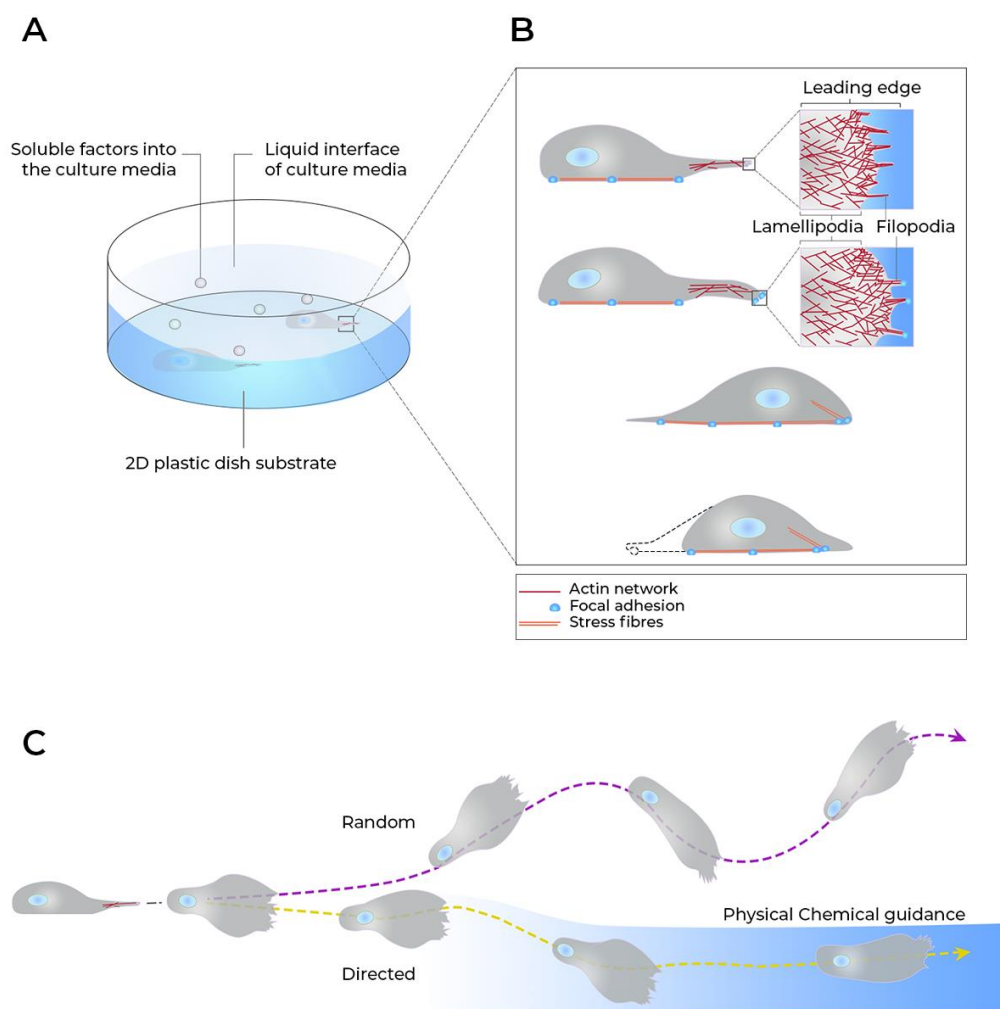 A
B
Soluble factors into
the culture media
Liquid interface
of culture media
2D plastic dish substrate
Leading edge
Lamellipodia
Filopodia
Actin network
Focal adhesion
Stress fibres
C
Random
Directed
Physical Chemical guidance